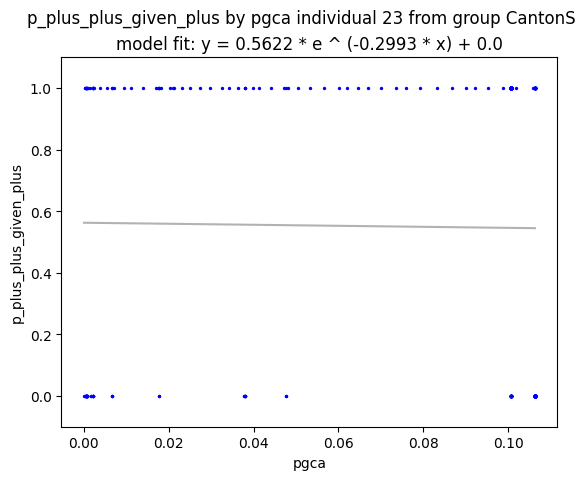 p_plus_plus_given_plus by pgca individual 23 from group CantonS
model fit: y = 0.5622 * e ^ (-0.2993 * x) + 0.0
1.0
0.8
0.6
0.4
0.2
0.0
p_plus_plus_given_plus
0.00 0.02 0.04 0.06 0.08 0.10
pgca